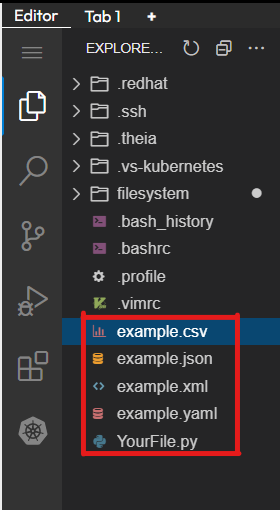 Editor Tab 1 +
EXPLORE...
.redhat
.ssh
.theia
.vs-kubernetes
filesystem
.bash_history
.bashrc
.profile
.vimrc
example.csv
example.json
example.xml
example.yaml
YourFile.py